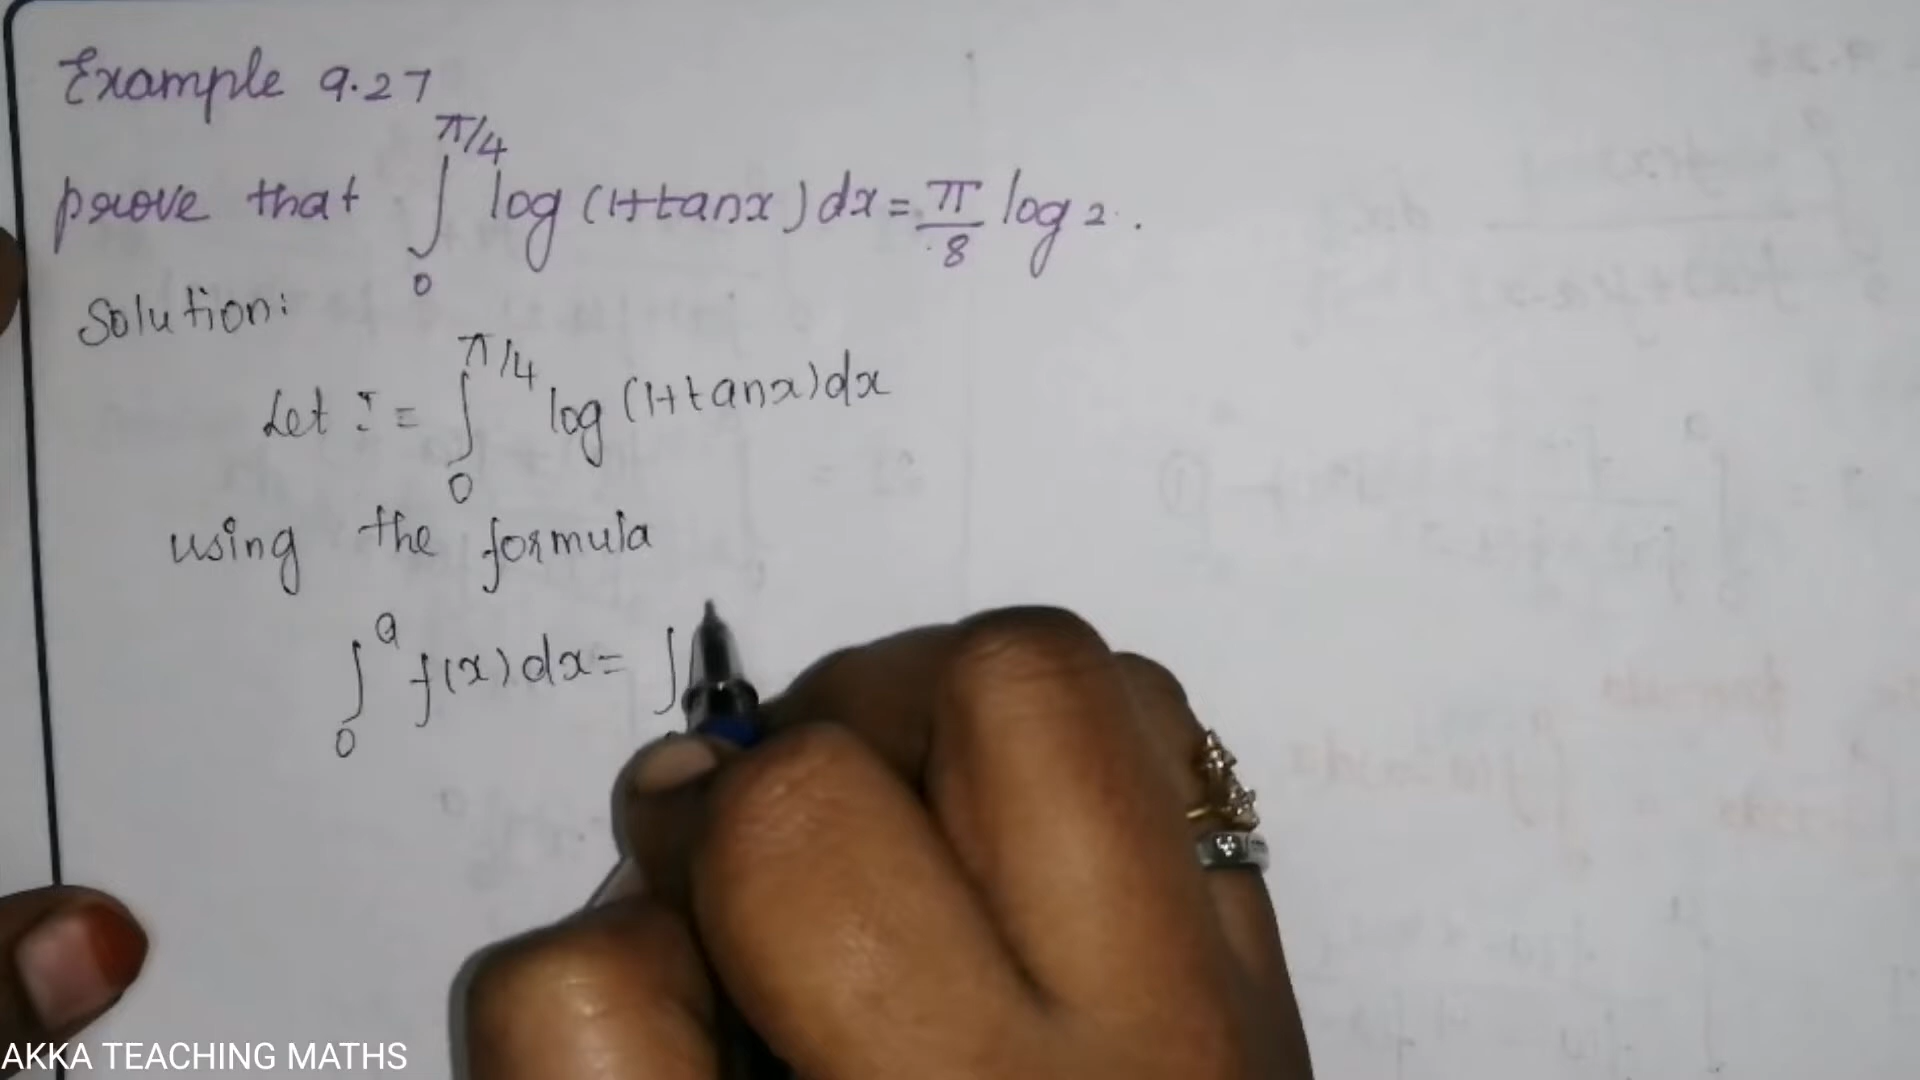 Example 9.27
prove that ∫₀^{π/4} log (1+tanx) dx = π/8 log 2.
Solution:
Let I = ∫₀^{π/4} log (1+tanx) dx
using the formula
∫₀^a f(x) dx = ∫
AKKA TEACHING MATHS